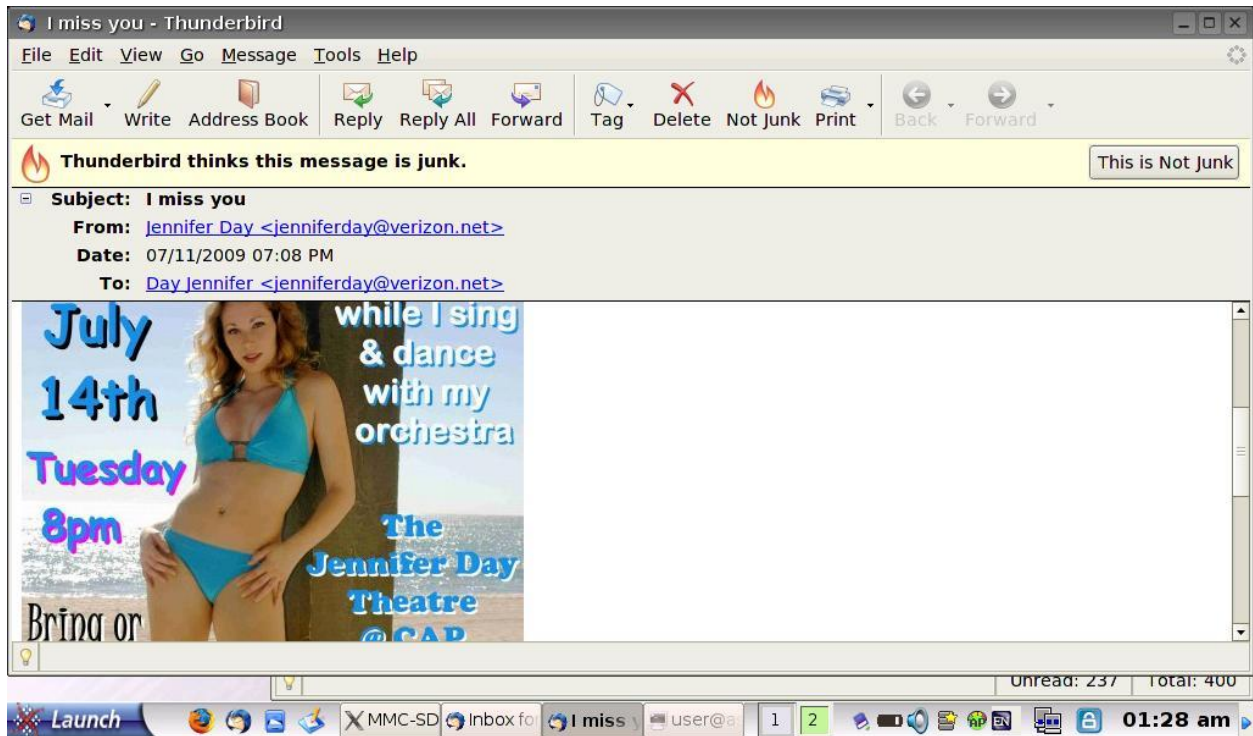 I miss you - Thunderbird
File Edit View Go Message Tools Help
Get Mail Write Address Book Reply Reply All Forward Tag Delete Not Junk Print Back Forward
Thunderbird thinks this message is junk.
This is Not Junk
Subject: I miss you
From: Jennifer Day <jenniferday@verizon.net>
Date: 07/11/2009 07:08 PM
To: Day Jennifer <jenniferday@verizon.net>
July
14th
Tuesday
8pm
Bring or
while I sing
& dance
with my
orchestra
The
Jennifer Day
Theatre
@ CAP
Unread: 237 Total: 400
Launch MMC-SD Inbox fo I miss y user@a 1 2 EN 01:28 am